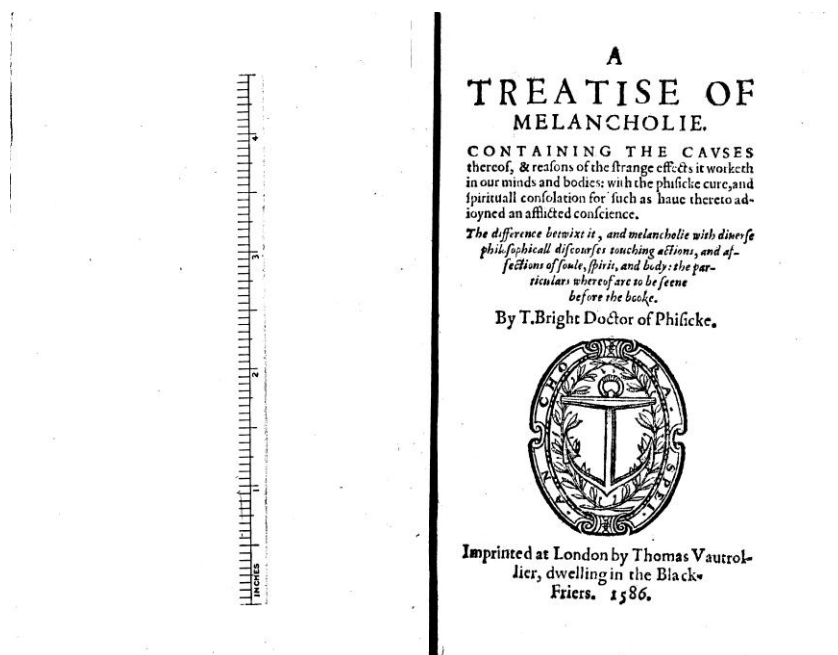 4
3
2
1
INCHES
A
TREATISE OF
MELANCHOLIE.
CONTAINING THE CAVSES
thereof, & reaſons of the ſtrange effects it worketh
in our minds and bodies: with the phiſicke cure, and
ſpirituall conſolation for ſuch as haue thereto ad-
ioyned an afflicted conſcience.
The difference betwixt it, and melancholie with diuerſe
philoſophicall diſcourſes touching actions, and af-
fections of ſoule, ſpirit, and body: the par-
ticulars whereof are to be ſeene
before the booke.
By T. Bright Doctor of Phiſicke.
ANCHO LA SPEI.
Imprinted at London by Thomas Vautrol-
lier, dwelling in the Black-
Friers. 1586.